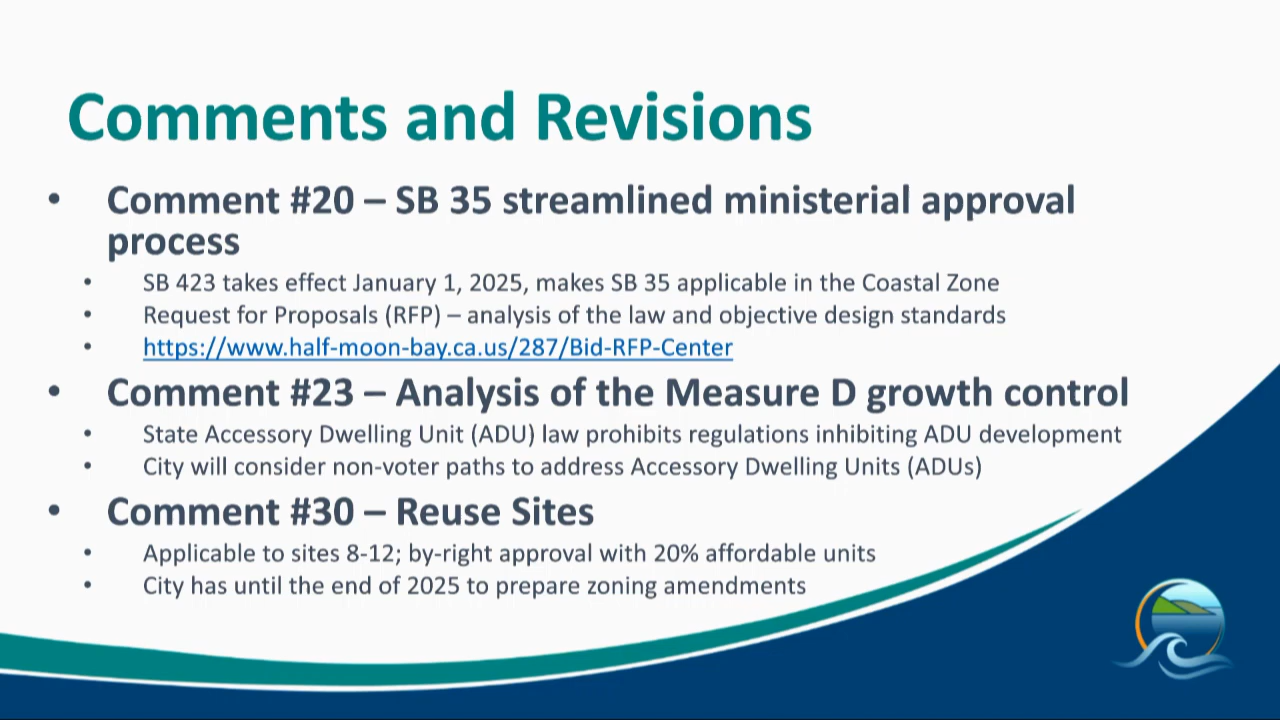 Comments and Revisions
• Comment #20 – SB 35 streamlined ministerial approval
process
• SB 423 takes effect January 1, 2025, makes SB 35 applicable in the Coastal Zone
• Request for Proposals (RFP) – analysis of the law and objective design standards
• https://www.half-moon-bay.ca.us/287/Bid-RFP-Center
• Comment #23 – Analysis of the Measure D growth control
• State Accessory Dwelling Unit (ADU) law prohibits regulations inhibiting ADU development
• City will consider non-voter paths to address Accessory Dwelling Units (ADUs)
• Comment #30 – Reuse Sites
• Applicable to sites 8-12; by-right approval with 20% affordable units
• City has until the end of 2025 to prepare zoning amendments